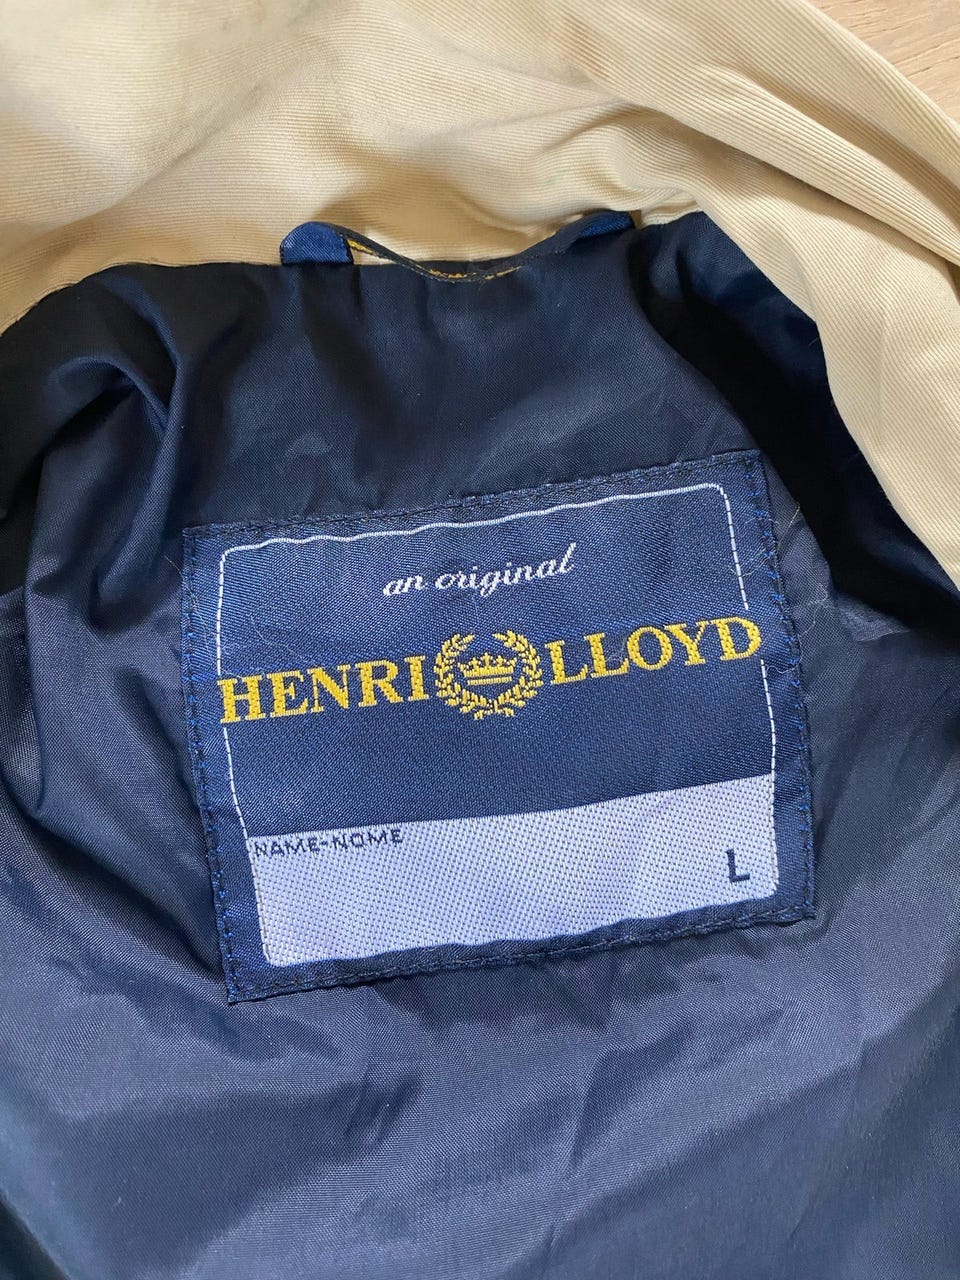 an original
HENRI LLOYD
NAME-NOME
L